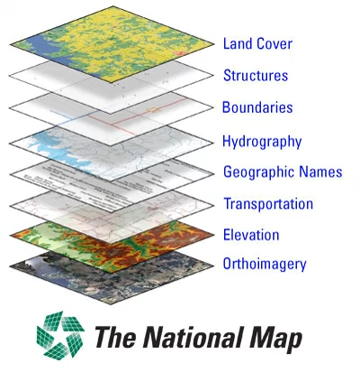 Land Cover
Structures
Boundaries
Hydrography
Geographic Names
Transportation
Elevation
Orthoimagery
The National Map